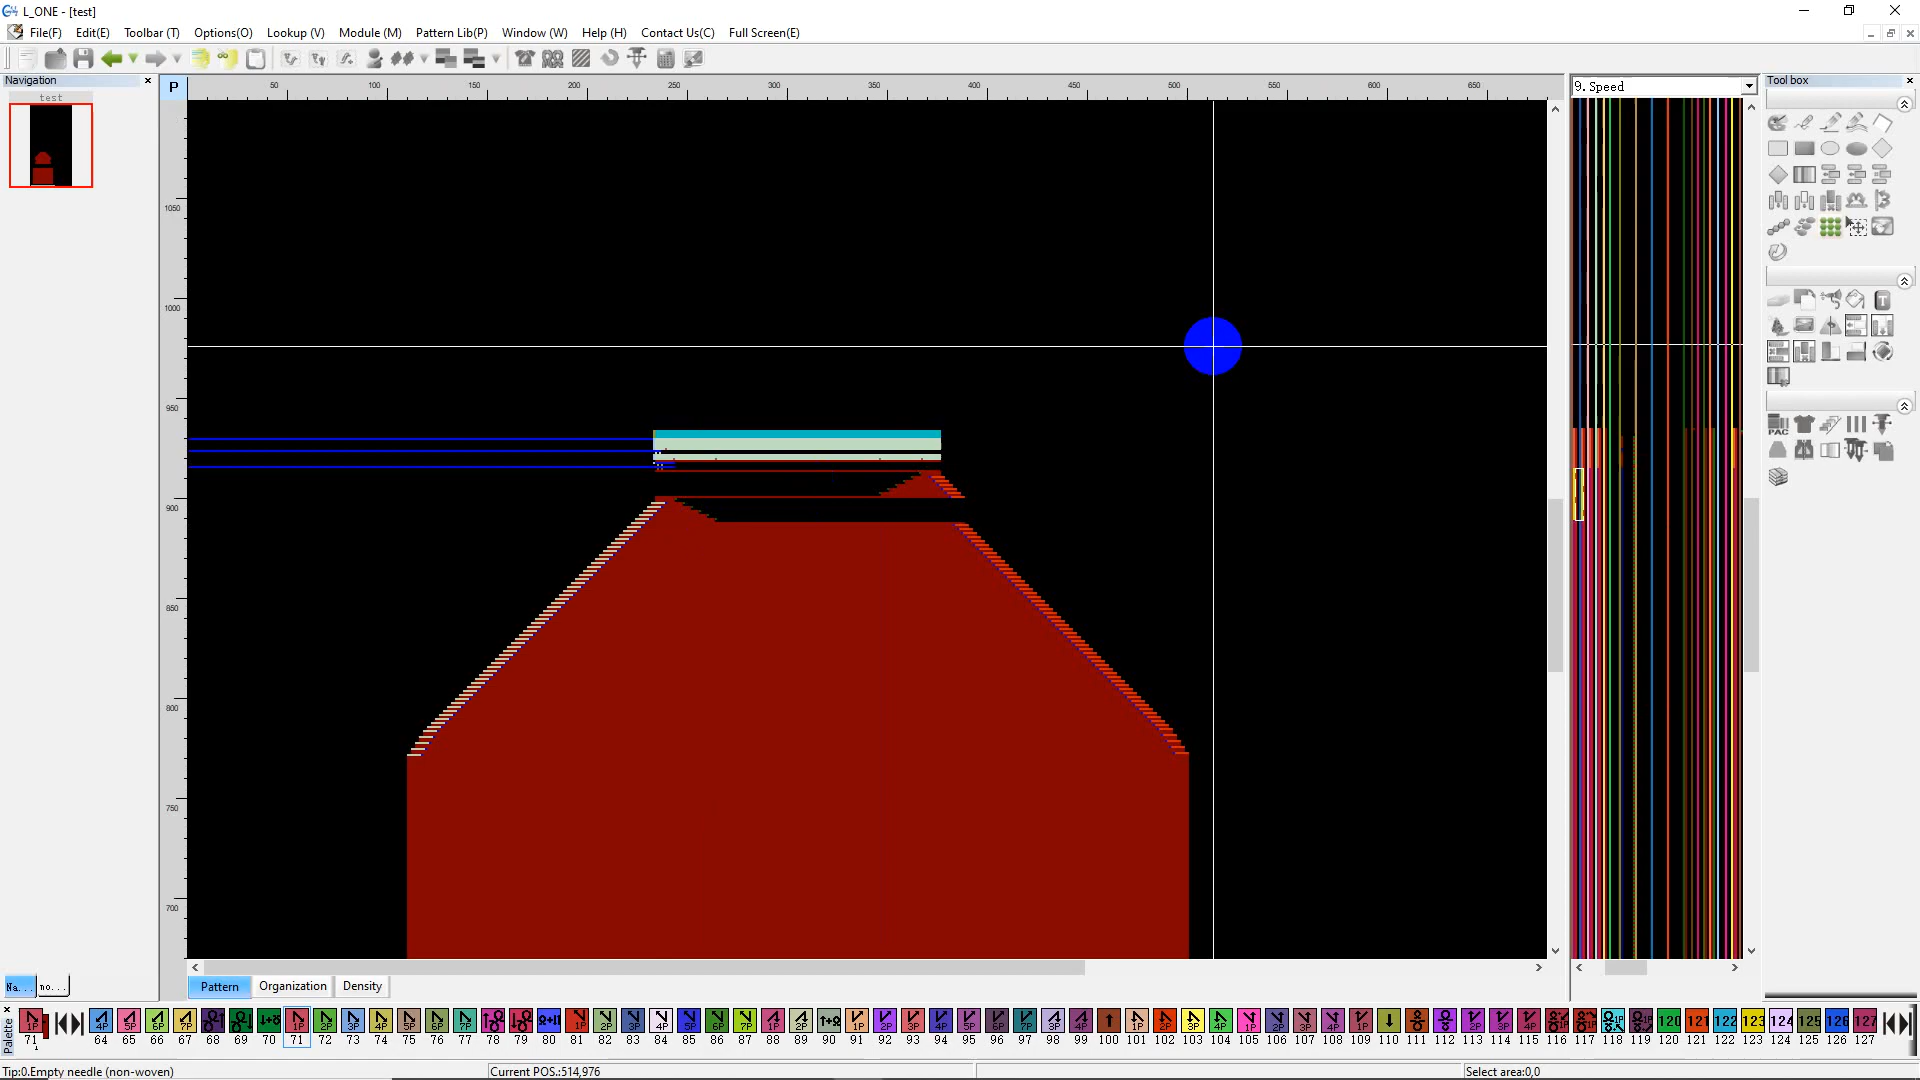 L_ONE - [test]
File(F) Edit(E) Toolbar (T) Options(O) Lookup (V) Module (M) Pattern Lib(P) Window (W) Help (H) Contact Us(C) Full Screen(E)
Navigation
test
P
50 100 150 200 250 300 350 400 450 500 550 600 650
9.Speed
Tool box
1050
1000
950
900
850
800
750
700
PAC
Na... no...
Pattern Organization Density
Palette
71 64 65 66 67 68 69 70 71 72 73 74 75 76 77 78 79 80 81 82 83 84 85 86 87 88 89 90 91 92 93 94 95 96 97 98 99 100 101 102 103 104 105 106 107 108 109 110 111 112 113 114 115 116 117 118 119 120 121 122 123 124 125 126 127
Tip:0.Empty needle (non-woven)
Current POS.:514,976
Select area:0,0